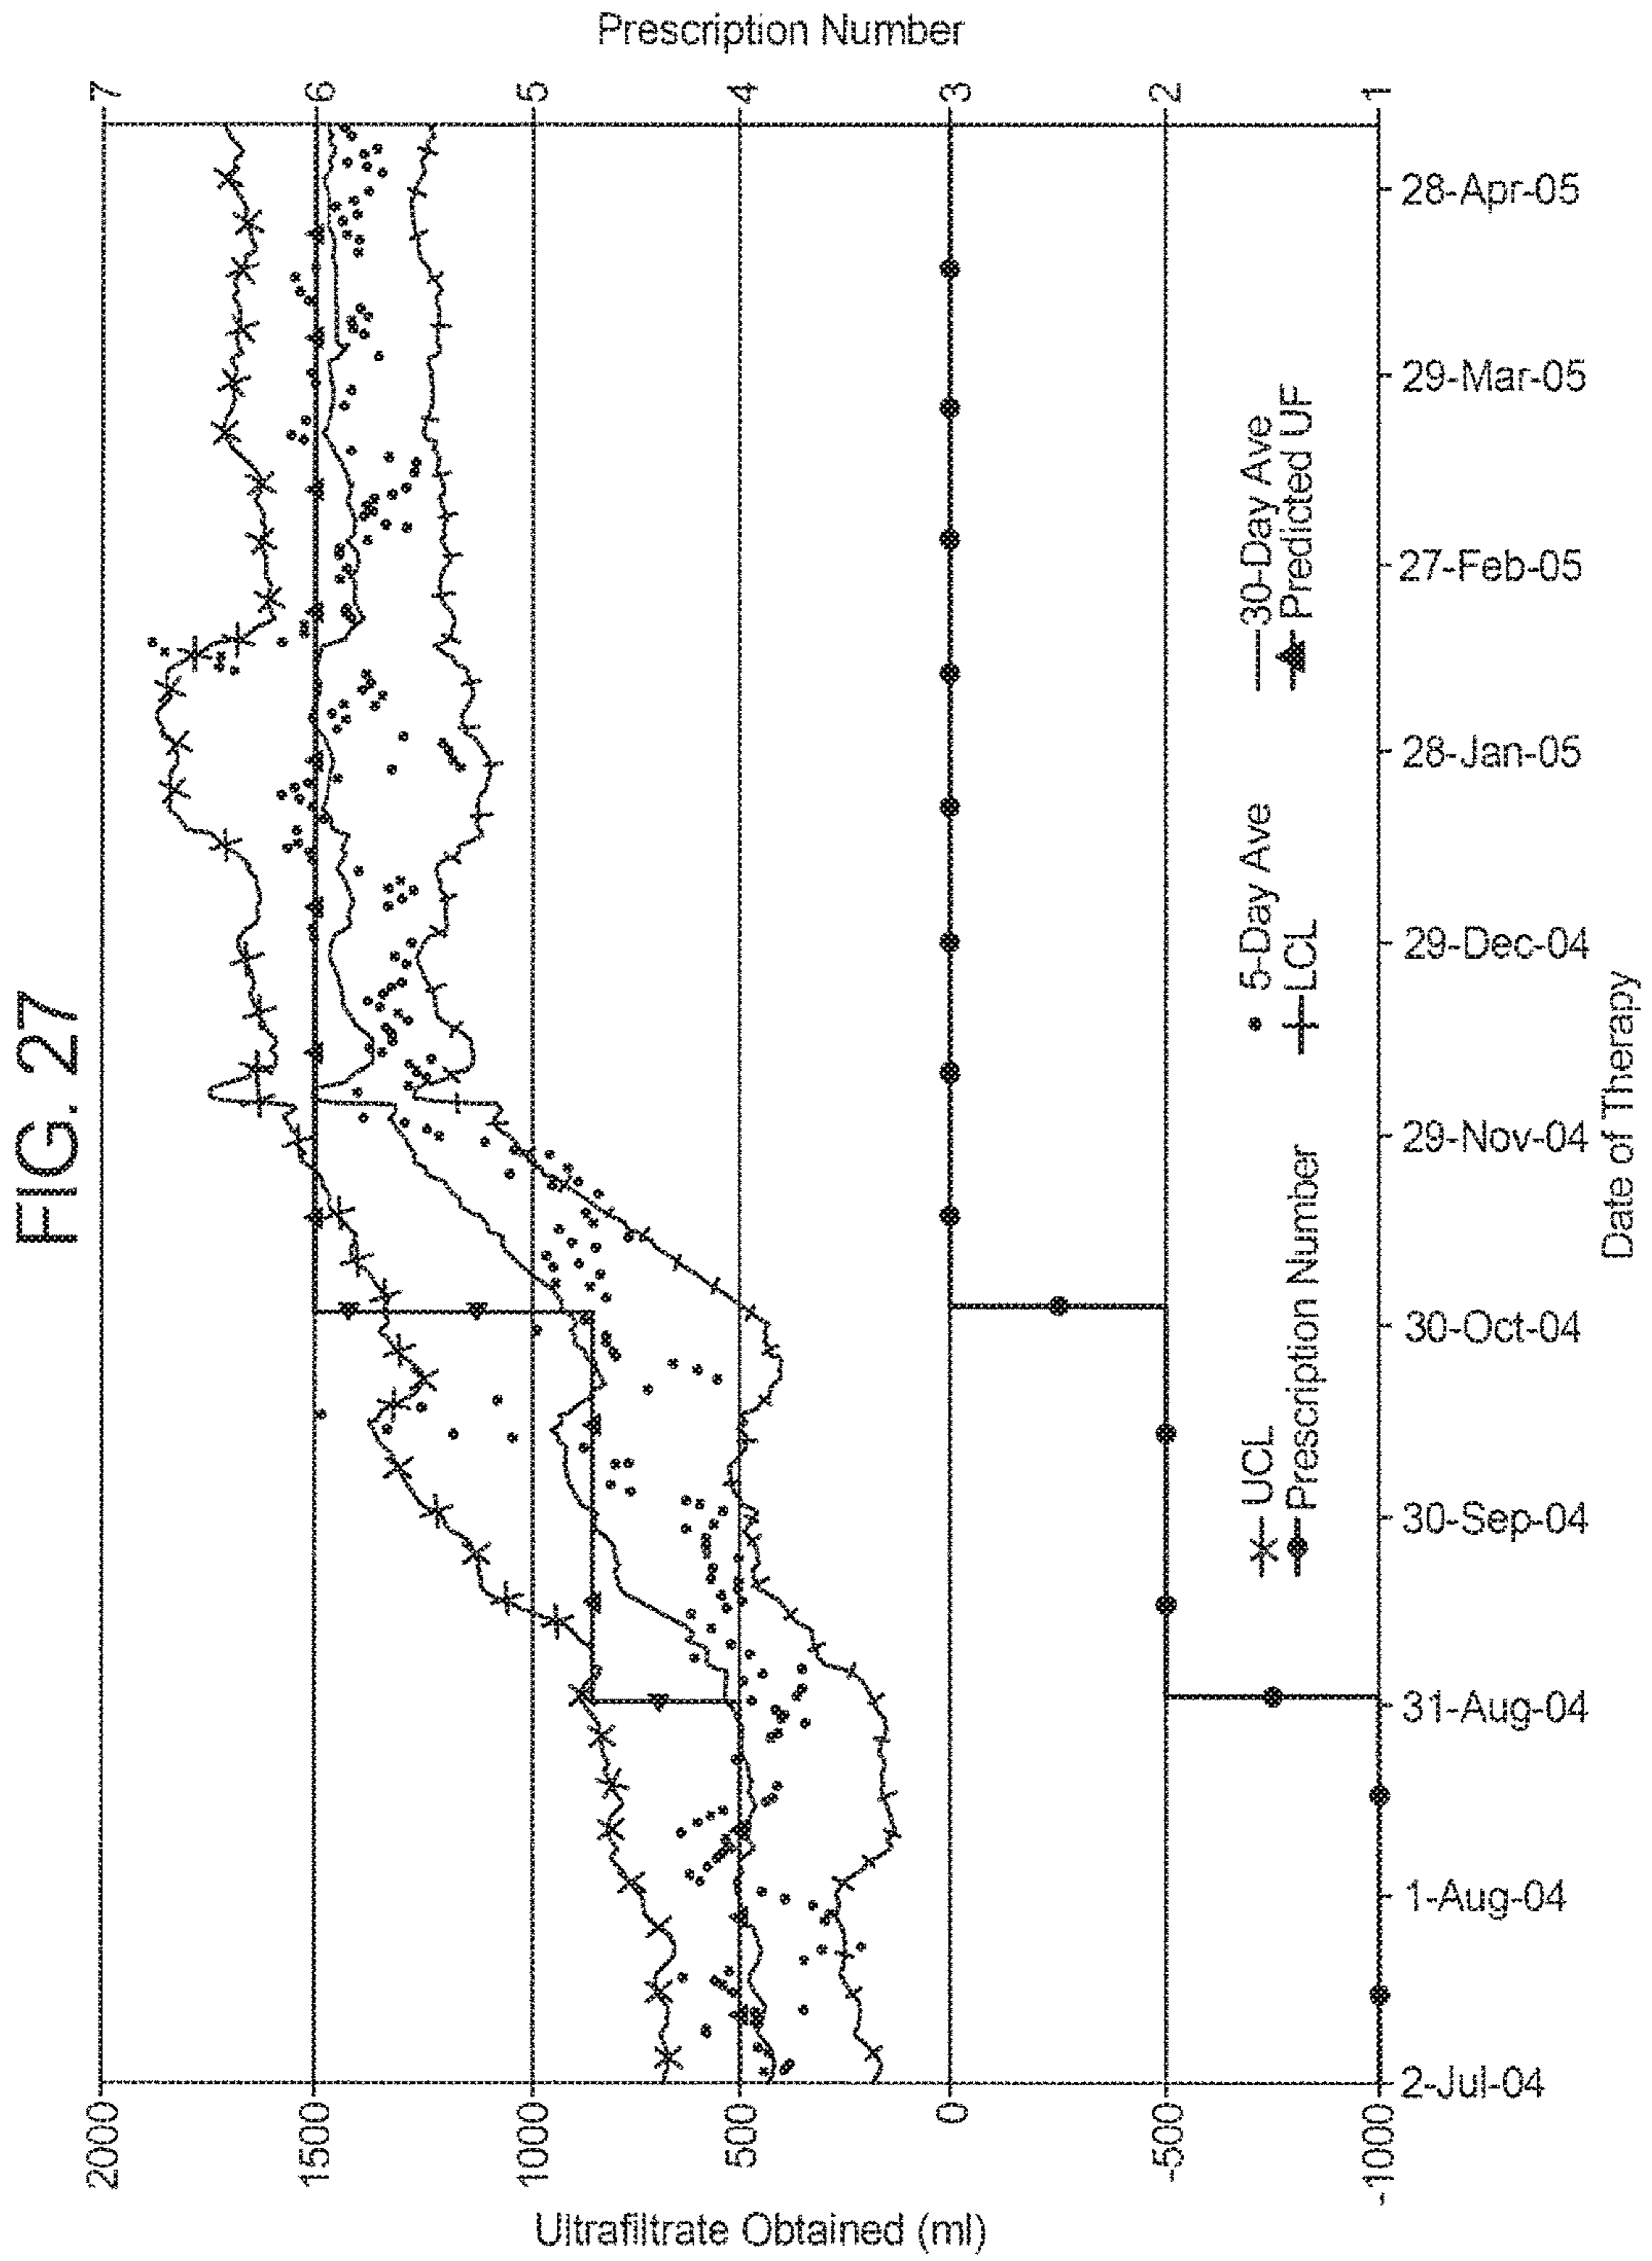 FIG. 27
Ultrafiltrate Obtained (ml)
2000
1500
1000
500
0
-500
-1000
Prescription Number
7
6
5
4
3
2
1
UCL
5-Day Ave
30-Day Ave
Prescription Number
LCL
Predicted UF
2-Jul-04
1-Aug-04
31-Aug-04
30-Sep-04
30-Oct-04
29-Nov-04
29-Dec-04
28-Jan-05
27-Feb-05
29-Mar-05
28-Apr-05
Date of Therapy